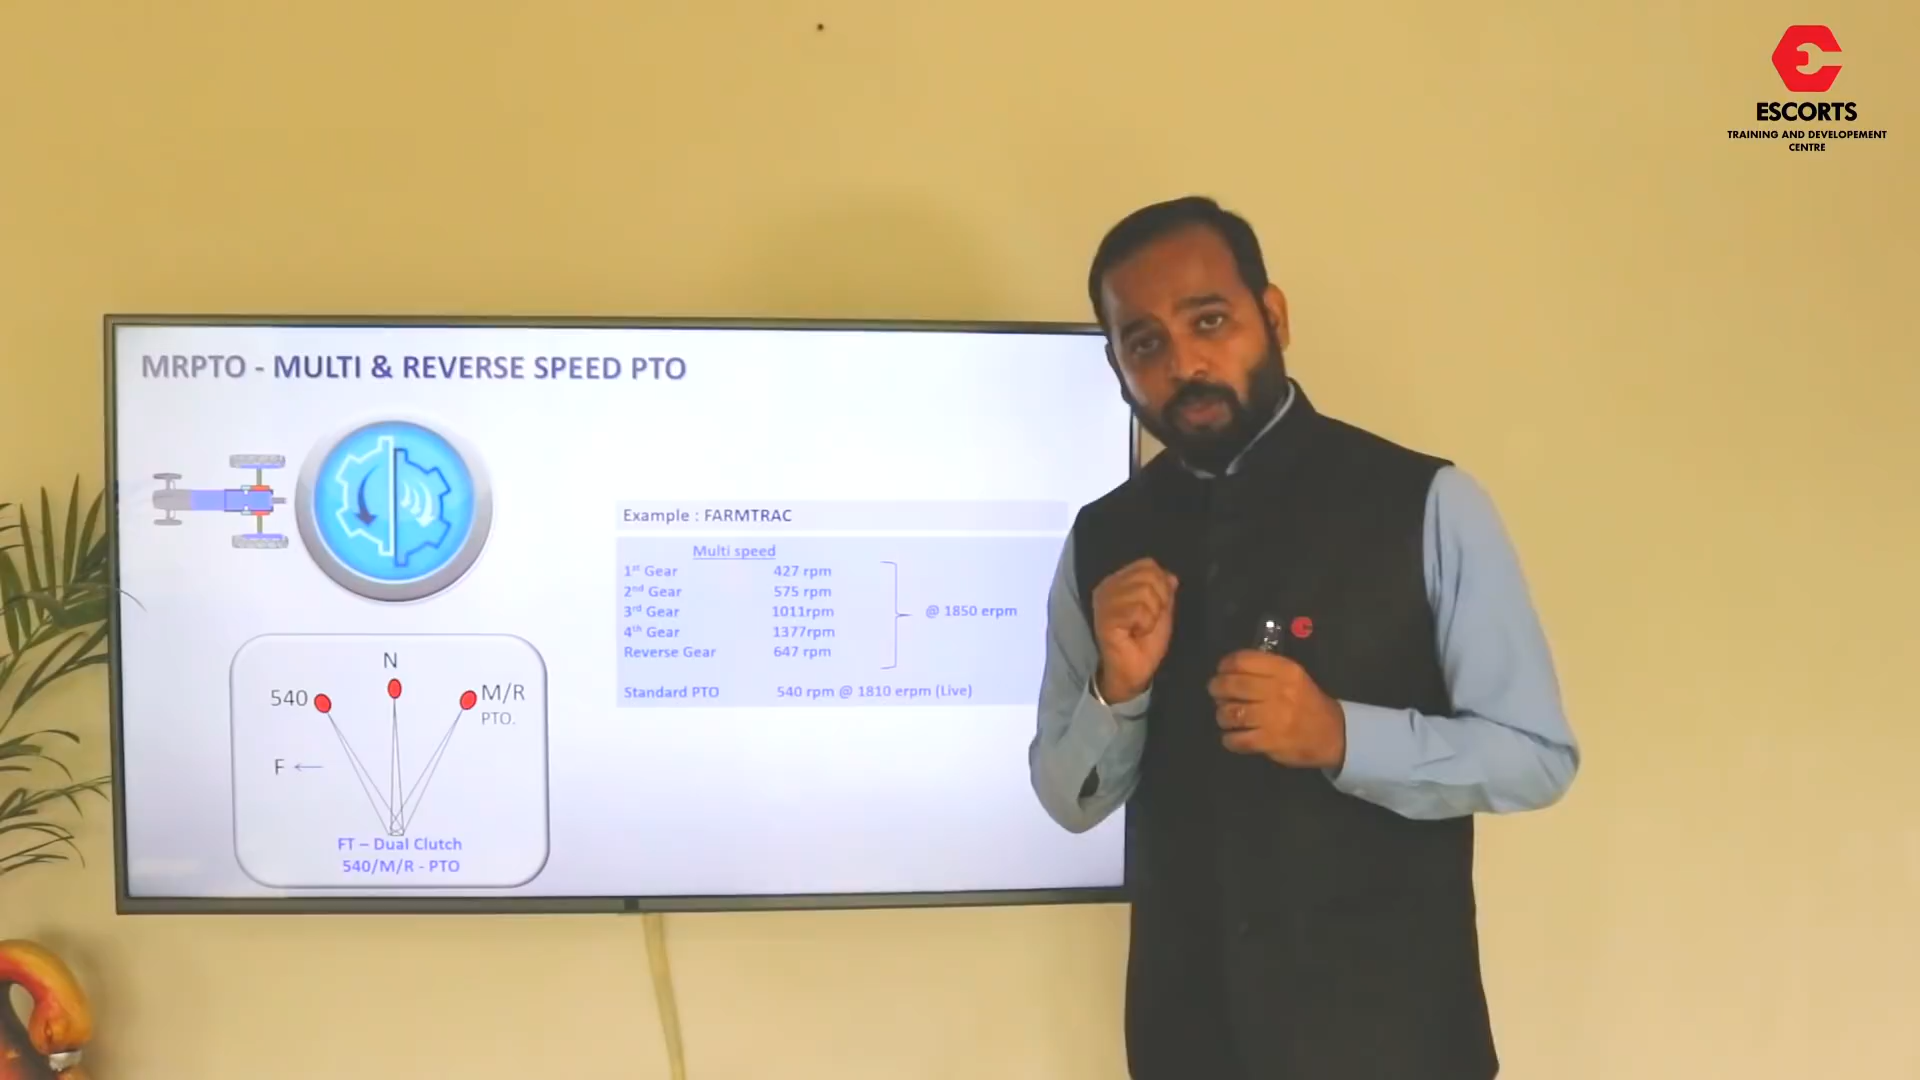 ESCORTS
TRAINING AND DEVELOPEMENT
CENTRE
MRPTO - MULTI & REVERSE SPEED PTO
Example : FARMTRAC
Multi speed
1st Gear 427 rpm
2nd Gear 575 rpm
3rd Gear 1011rpm
4th Gear 1377rpm
Reverse Gear 647 rpm
@ 1850 erpm
Standard PTO 540 rpm @ 1810 erpm (Live)
N
540
M/R
PTO.
F
FT – Dual Clutch
540/M/R - PTO